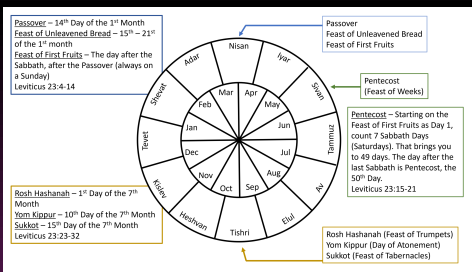 Passover – 14th Day of the 1st Month
Feast of Unleavened Bread – 15th – 21st
of the 1st month
Feast of First Fruits – The day after the
Sabbath, after the Passover (always on
a Sunday)
Leviticus 23:4-14
Passover
Feast of Unleavened Bread
Feast of First Fruits
Pentecost
(Feast of Weeks)
Pentecost – Starting on the
Feast of First Fruits as Day 1,
count 7 Sabbath Days
(Saturdays). That brings you
to 49 days. The day after the
last Sabbath is Pentecost, the
50th Day.
Leviticus 23:15-21
Rosh Hashanah – 1st Day of the 7th
Month
Yom Kippur – 10th Day of the 7th Month
Sukkot – 15th Day of the 7th Month
Leviticus 23:23-32
Rosh Hashanah (Feast of Trumpets)
Yom Kippur (Day of Atonement)
Sukkot (Feast of Tabernacles)
Nisan
Iyar
Sivan
Tammuz
Av
Elul
Tishri
Heshvan
Kislev
Tevet
Shevat
Adar
Apr
May
Jun
Jul
Aug
Sep
Oct
Nov
Dec
Jan
Feb
Mar